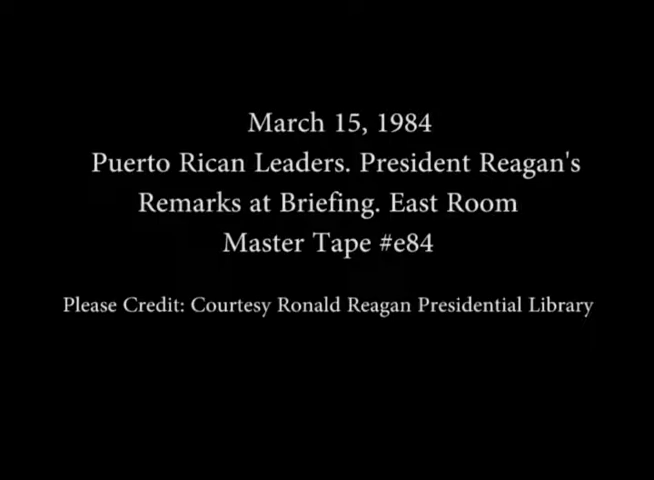 March 15, 1984
Puerto Rican Leaders. President Reagan's
Remarks at Briefing. East Room
Master Tape #e84
Please Credit: Courtesy Ronald Reagan Presidential Library